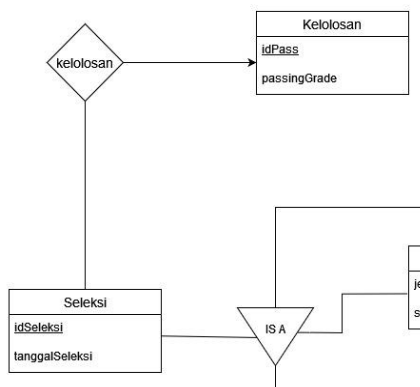 Kelolosan
idPass
passingGrade
kelolosan
Seleksi
idSeleksi
tanggalSeleksi
IS A